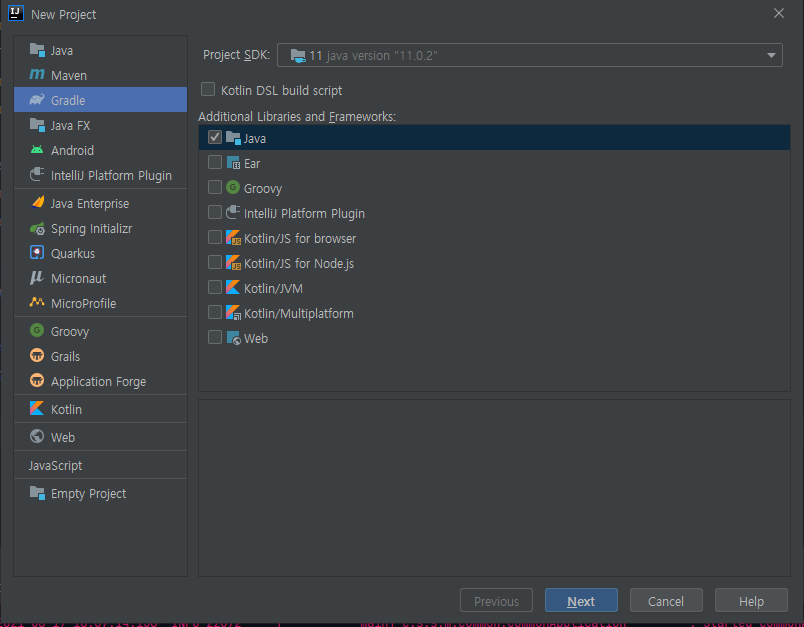 New Project
Java
Maven
Gradle
Java FX
Android
IntelliJ Platform Plugin
Java Enterprise
Spring Initializr
Quarkus
Micronaut
MicroProfile
Groovy
Grails
Application Forge
Kotlin
Web
JavaScript
Empty Project
Project SDK: 11 java version "11.0.2"
Kotlin DSL build script
Additional Libraries and Frameworks:
Java
Ear
Groovy
IntelliJ Platform Plugin
Kotlin/JS for browser
Kotlin/JS for Node.js
Kotlin/JVM
Kotlin/Multiplatform
Web
Previous Next Cancel Help